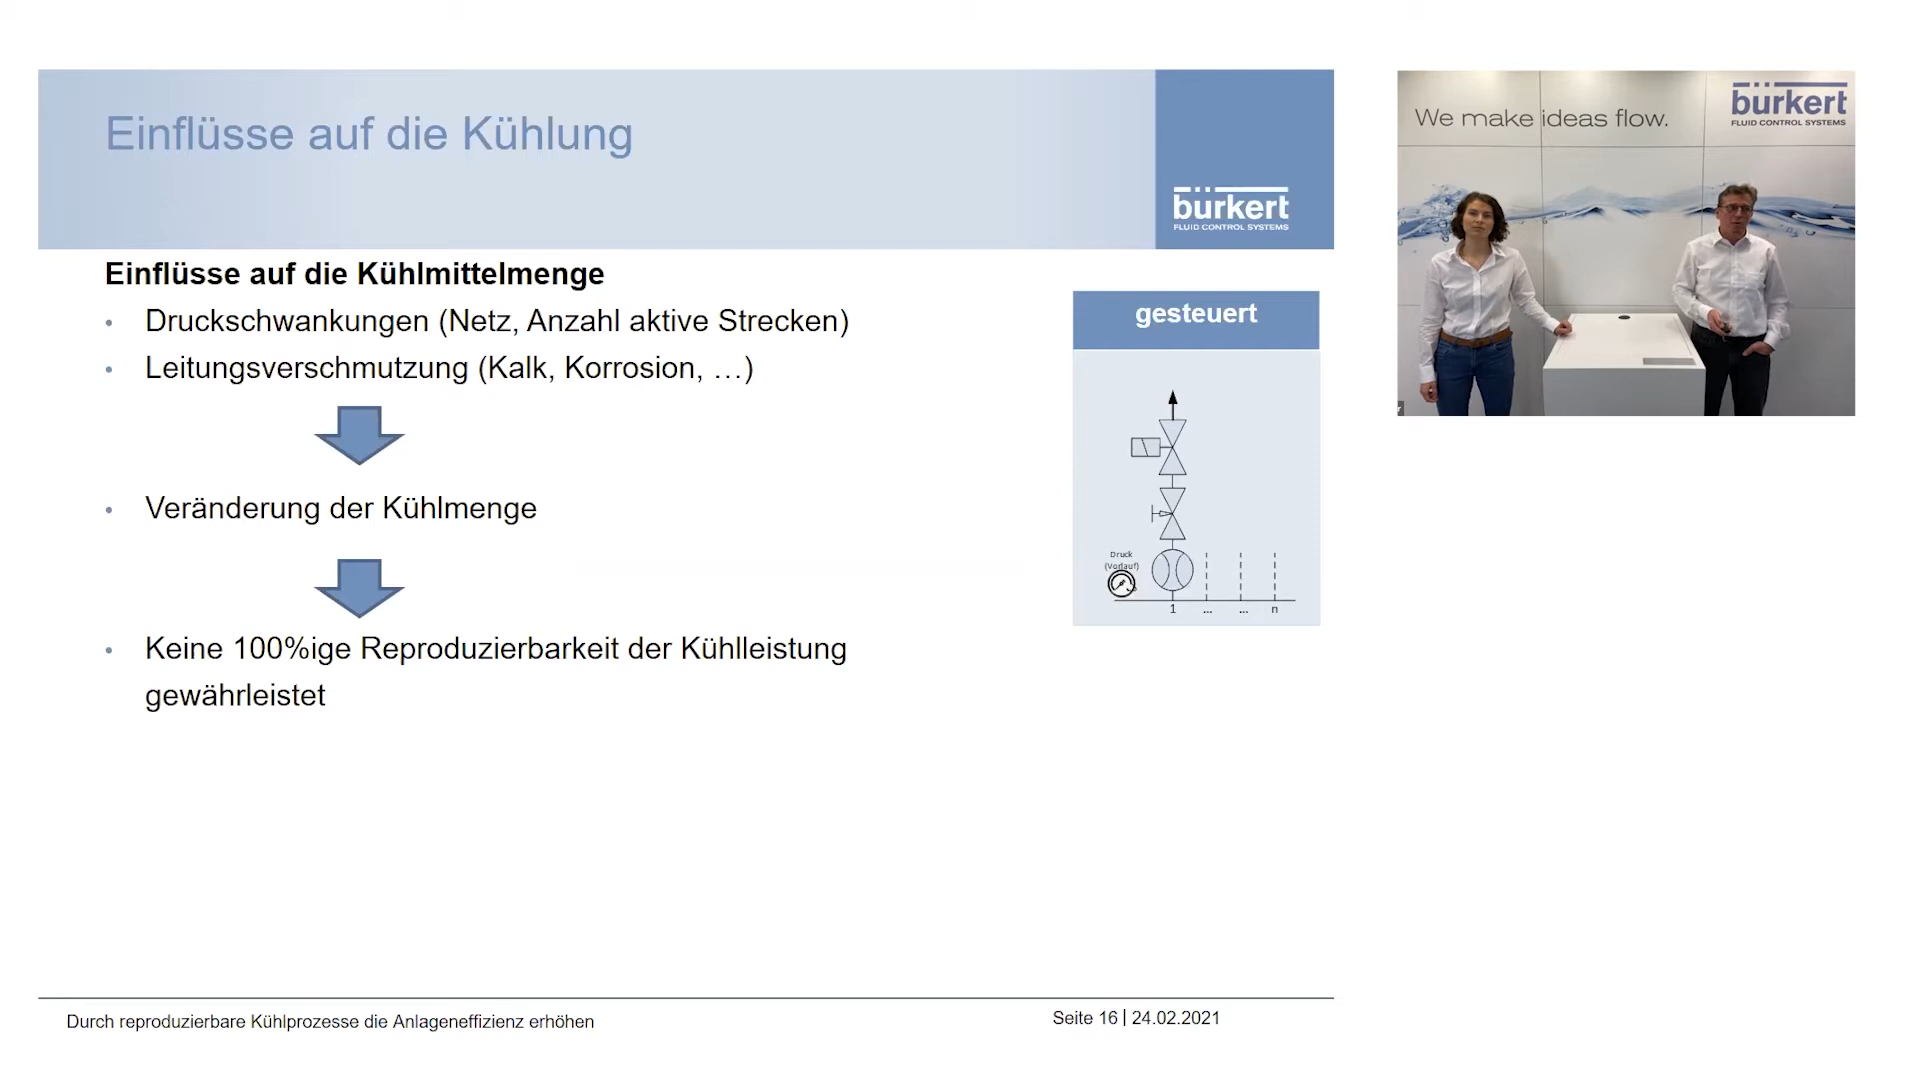 Einflüsse auf die Kühlung
bürkert
FLUID CONTROL SYSTEMS
Einflüsse auf die Kühlmittelmenge
• Druckschwankungen (Netz, Anzahl aktive Strecken)
• Leitungsverschmutzung (Kalk, Korrosion, …)
• Veränderung der Kühlmenge
• Keine 100%ige Reproduzierbarkeit der Kühlleistung
gewährleistet
gesteuert
Druck
(Vorlauf)
1 ... ... n
Durch reproduzierbare Kühlprozesse die Anlageneffizienz erhöhen
Seite 16 | 24.02.2021
We make ideas flow.
bürkert
FLUID CONTROL SYSTEMS